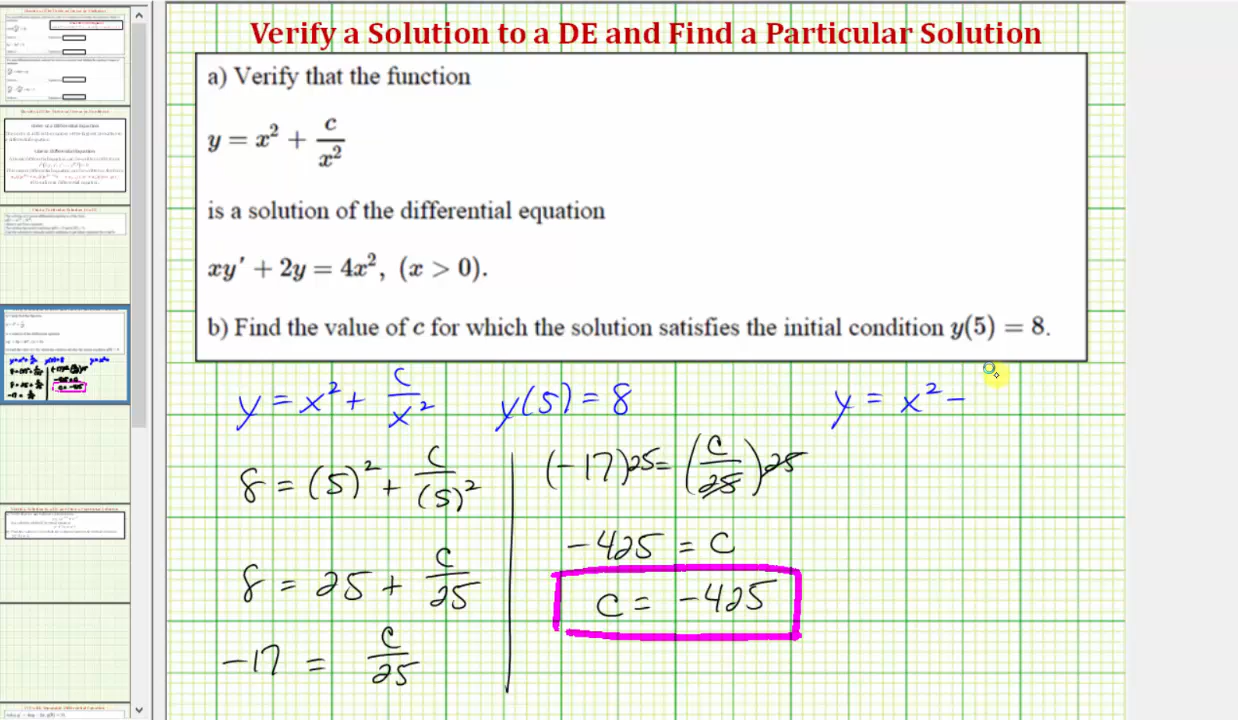 Verify a Solution to a DE and Find a Particular Solution
a) Verify that the function
y = x² + c/x²
is a solution of the differential equation
xy′ + 2y = 4x², (x > 0).
b) Find the value of c for which the solution satisfies the initial condition y(5) = 8.
y = x² + c/x² y(5) = 8 y = x² −
8 = (5)² + c/(5)²
8 = 25 + c/25
−17 = c/25
(−17)25 = (c/25)25
−425 = c
c = −425